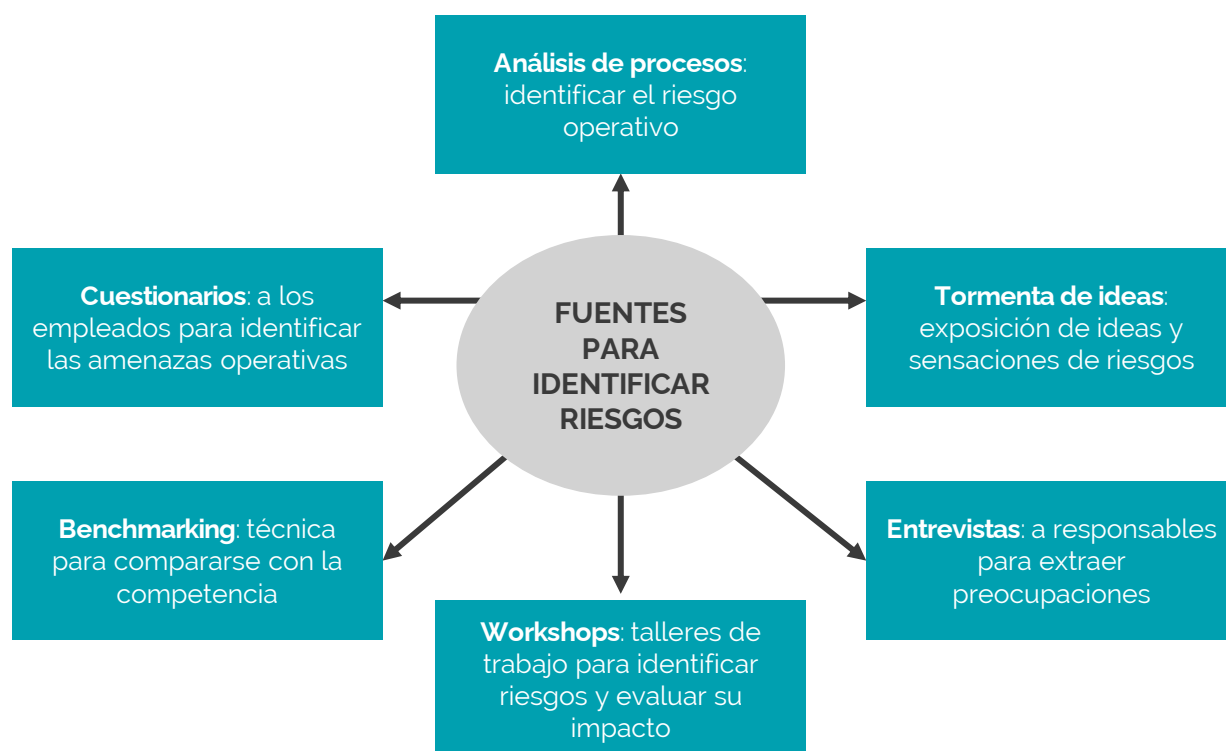 Análisis de procesos:
identificar el riesgo
operativo
Cuestionarios: a los
empleados para identificar
las amenazas operativas
FUENTES
PARA
IDENTIFICAR
RIESGOS
Tormenta de ideas:
exposición de ideas y
sensaciones de riesgos
Benchmarking: técnica
para compararse con la
competencia
Workshops: talleres de
trabajo para identificar
riesgos y evaluar su
impacto
Entrevistas: a responsables
para extraer
preocupaciones